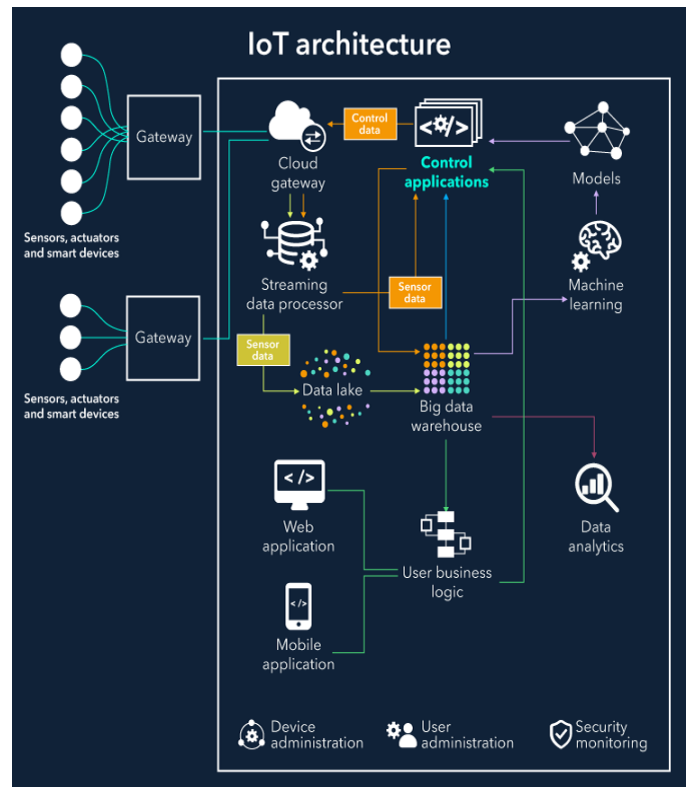 IoT architecture
Gateway
Sensors, actuators
and smart devices
Gateway
Sensors, actuators
and smart devices
Cloud
gateway
Control
data
</>
Control
applications
Models
Streaming
data processor
Sensor
data
Machine
learning
Sensor
data
Data lake
Big data
warehouse
</>
Web
application
User business
logic
Data
analytics
</>
Mobile
application
Device
administration
User
administration
Security
monitoring